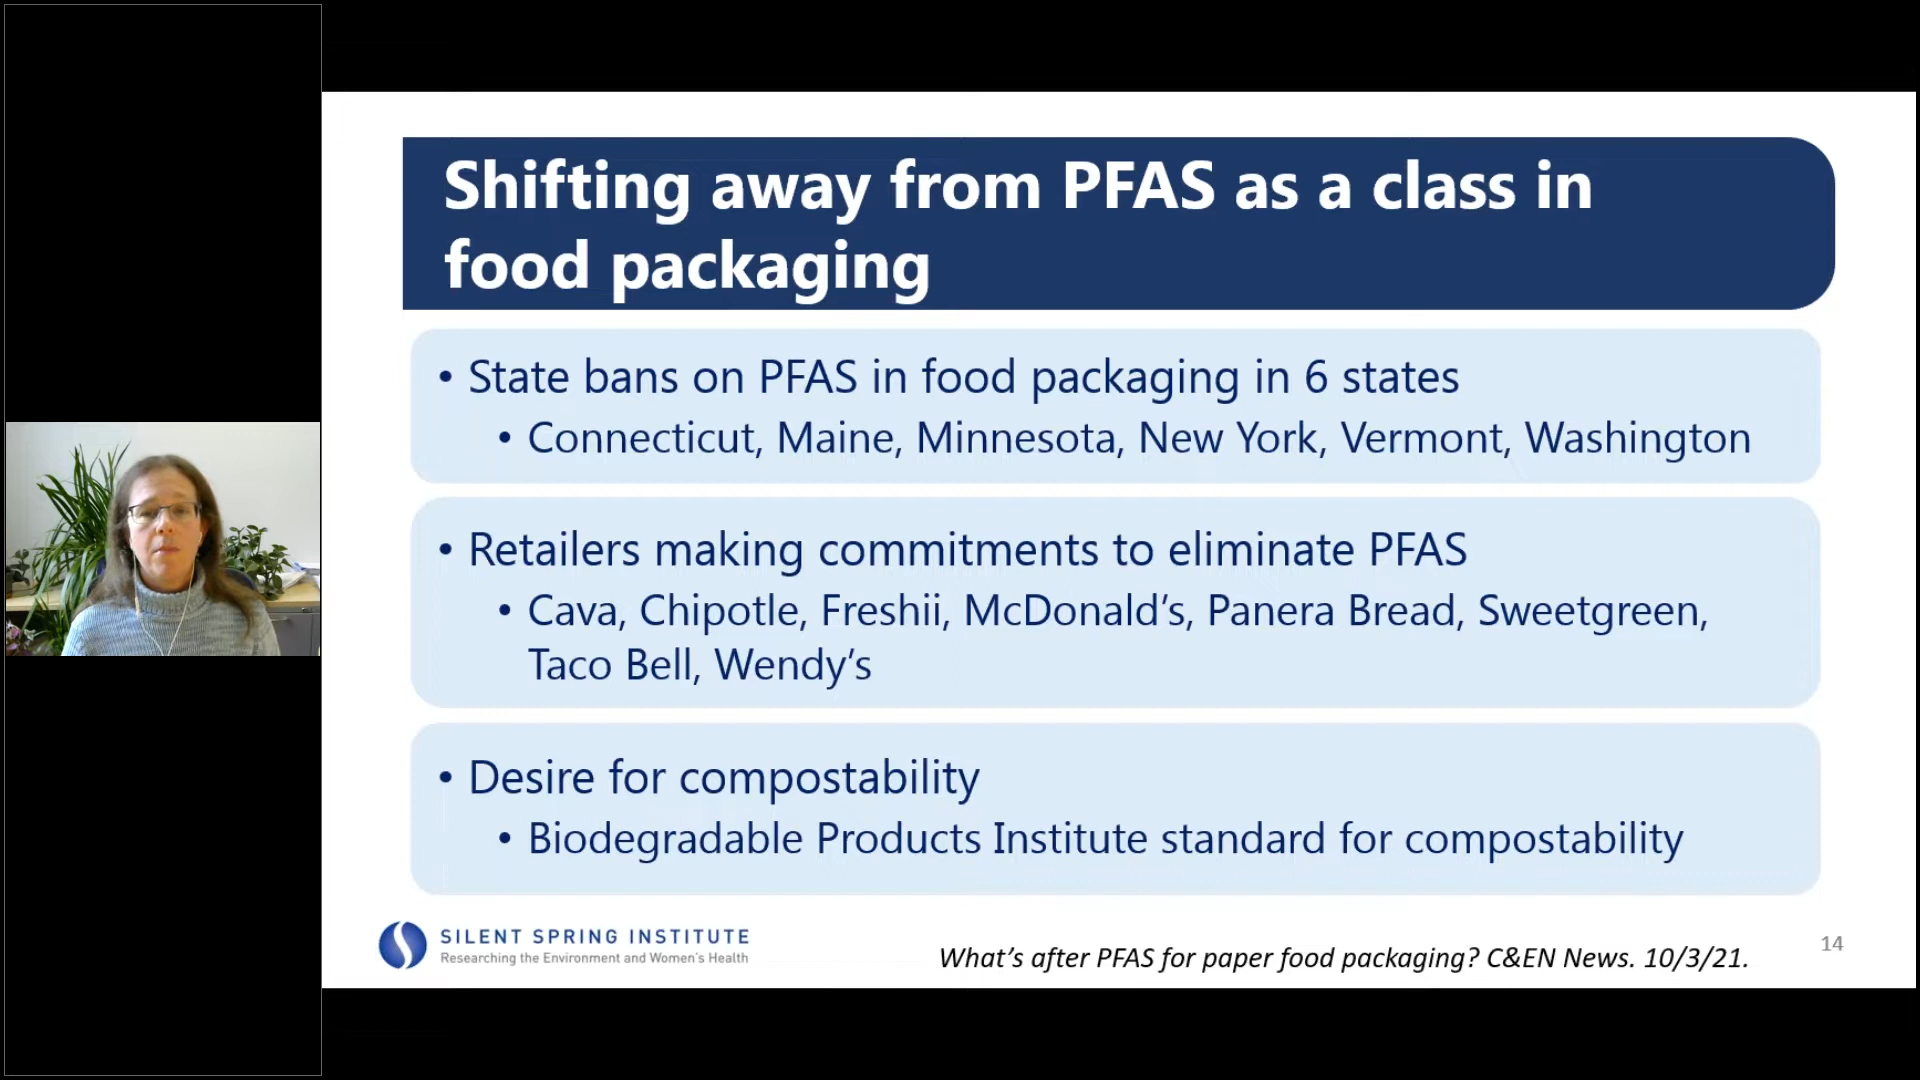 Shifting away from PFAS as a class in
food packaging
• State bans on PFAS in food packaging in 6 states
• Connecticut, Maine, Minnesota, New York, Vermont, Washington
• Retailers making commitments to eliminate PFAS
• Cava, Chipotle, Freshii, McDonald’s, Panera Bread, Sweetgreen,
Taco Bell, Wendy’s
• Desire for compostability
• Biodegradable Products Institute standard for compostability
SILENT SPRING INSTITUTE
Researching the Environment and Women's Health
What’s after PFAS for paper food packaging? C&EN News. 10/3/21.
14